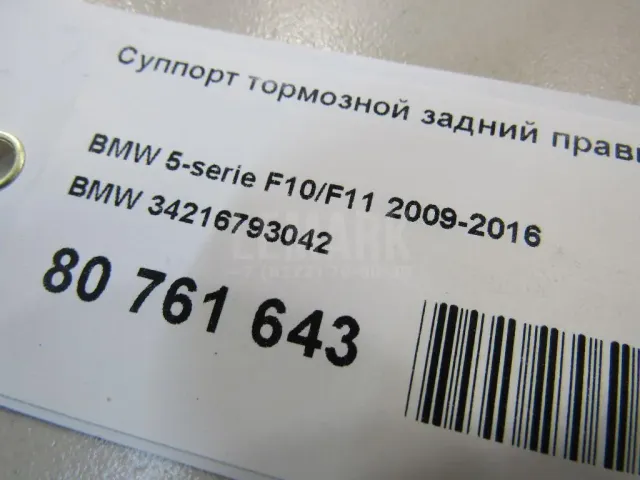 Суппорт тормозной задний прав
BMW 5-serie F10/F11 2009-2016
BMW 34216793042
80 761 643